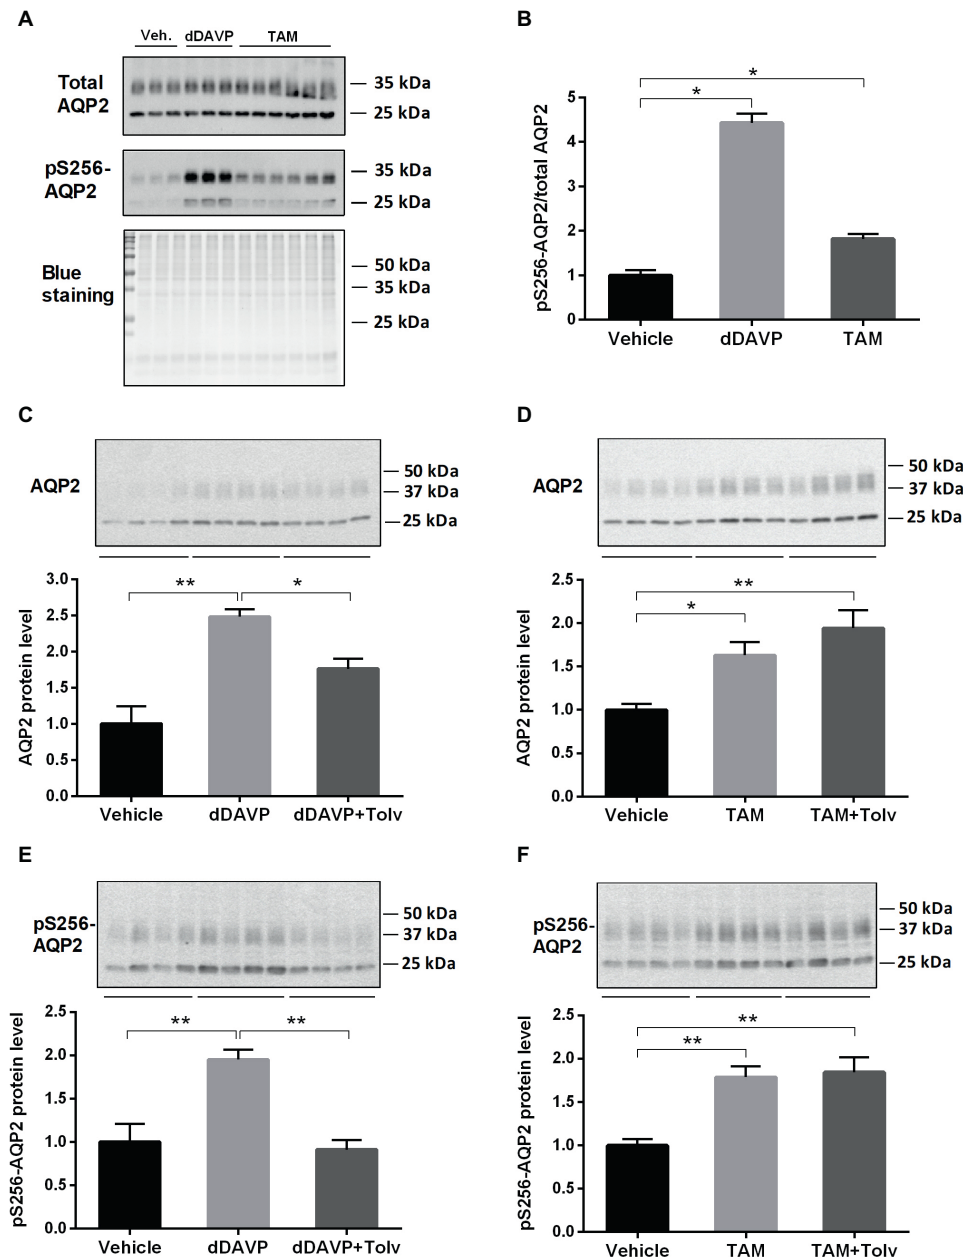 A
Veh. dDAVP TAM
Total
AQP2
35 kDa
25 kDa
pS256-
AQP2
35 kDa
25 kDa
Blue
staining
50 kDa
35 kDa
25 kDa
B
pS256-AQP2/total AQP2
5
4
3
2
1
0
*
*
Vehicle dDAVP TAM
C
AQP2
50 kDa
37 kDa
25 kDa
AQP2 protein level
3.0
2.5
2.0
1.5
1.0
0.5
0.0
** *
Vehicle dDAVP dDAVP+Tolv
D
AQP2
50 kDa
37 kDa
25 kDa
AQP2 protein level
2.5
2.0
1.5
1.0
0.5
0.0
**
*
Vehicle TAM TAM+Tolv
E
pS256-
AQP2
50 kDa
37 kDa
25 kDa
pS256-AQP2 protein level
2.5
2.0
1.5
1.0
0.5
0.0
** **
Vehicle dDAVP dDAVP+Tolv
F
pS256-
AQP2
50 kDa
37 kDa
25 kDa
pS256-AQP2 protein level
2.5
2.0
1.5
1.0
0.5
0.0
**
**
Vehicle TAM TAM+Tolv